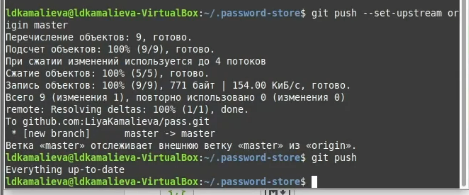 ldkamalieva@ldkamalieva-VirtualBox:~/.password-store$ git push --set-upstream or
igin master
Перечисление объектов: 9, готово.
Подсчет объектов: 100% (9/9), готово.
При сжатии изменений используется до 4 потоков
Сжатие объектов: 100% (5/5), готово.
Запись объектов: 100% (9/9), 771 байт | 154.00 КиБ/с, готово.
Всего 9 (изменения 1), повторно использовано 0 (изменения 0)
remote: Resolving deltas: 100% (1/1), done.
To github.com:LiyaKamalieva/pass.git
 * [new branch]      master -> master
Ветка «master» отслеживает внешнюю ветку «master» из «origin».
ldkamalieva@ldkamalieva-VirtualBox:~/.password-store$ git push
Everything up-to-date
ldkamalieva@ldkamalieva-VirtualBox:~/.password-store$